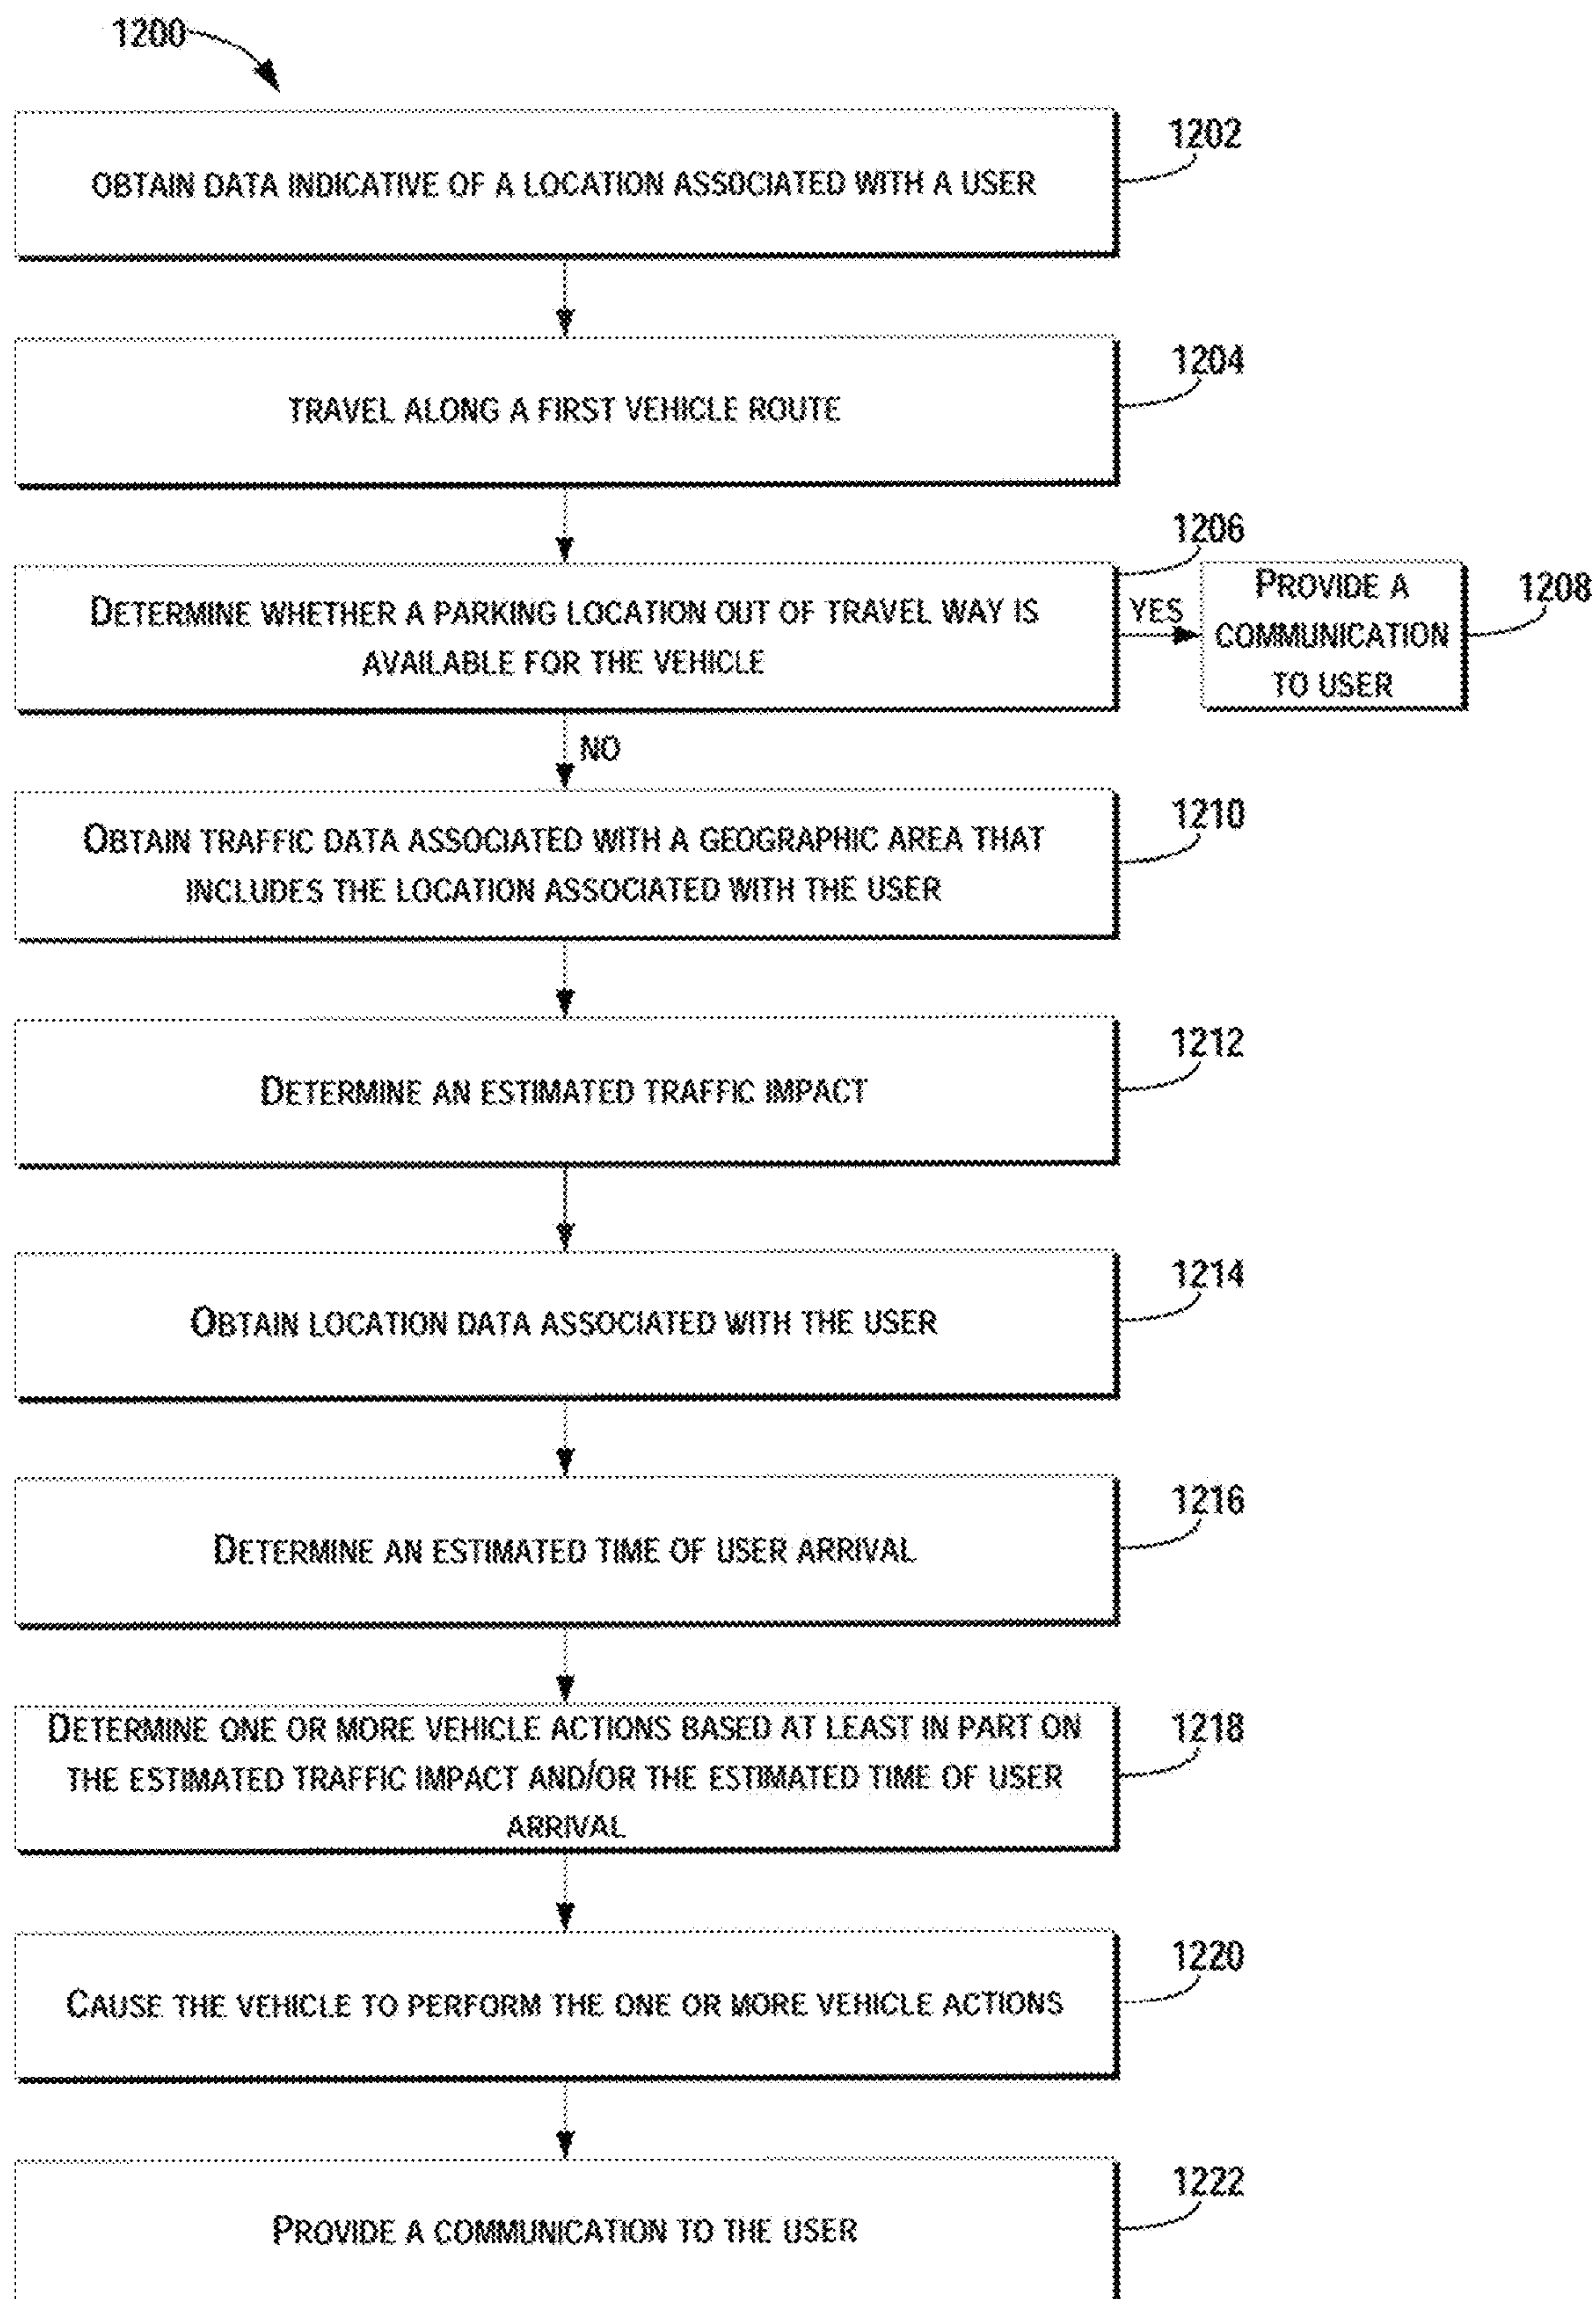 1200
OBTAIN DATA INDICATIVE OF A LOCATION ASSOCIATED WITH A USER
1202
TRAVEL ALONG A FIRST VEHICLE ROUTE
1204
DETERMINE WHETHER A PARKING LOCATION OUT OF TRAVEL WAY IS
AVAILABLE FOR THE VEHICLE
1206
YES
PROVIDE A
COMMUNICATION
TO USER
1208
NO
OBTAIN TRAFFIC DATA ASSOCIATED WITH A GEOGRAPHIC AREA THAT
INCLUDES THE LOCATION ASSOCIATED WITH THE USER
1210
DETERMINE AN ESTIMATED TRAFFIC IMPACT
1212
OBTAIN LOCATION DATA ASSOCIATED WITH THE USER
1214
DETERMINE AN ESTIMATED TIME OF USER ARRIVAL
1216
DETERMINE ONE OR MORE VEHICLE ACTIONS BASED AT LEAST IN PART ON
THE ESTIMATED TRAFFIC IMPACT AND/OR THE ESTIMATED TIME OF USER
ARRIVAL
1218
CAUSE THE VEHICLE TO PERFORM THE ONE OR MORE VEHICLE ACTIONS
1220
PROVIDE A COMMUNICATION TO THE USER
1222